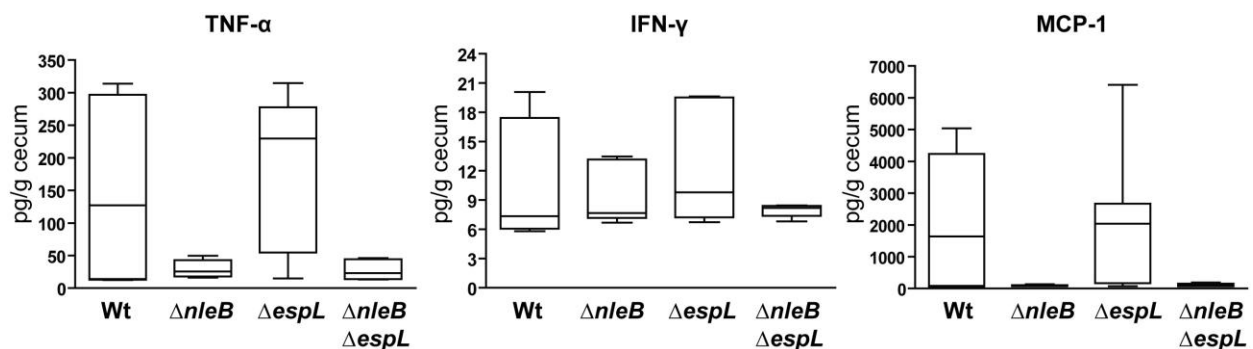 TNF-α
pg/g cecum
350
300
250
200
150
100
50
0
Wt
ΔnleB
ΔespL
ΔnleB
ΔespL
IFN-γ
pg/g cecum
24
21
18
15
12
9
6
3
0
Wt
ΔnleB
ΔespL
ΔnleB
ΔespL
MCP-1
pg/g cecum
7000
6000
5000
4000
3000
2000
1000
0
Wt
ΔnleB
ΔespL
ΔnleB
ΔespL